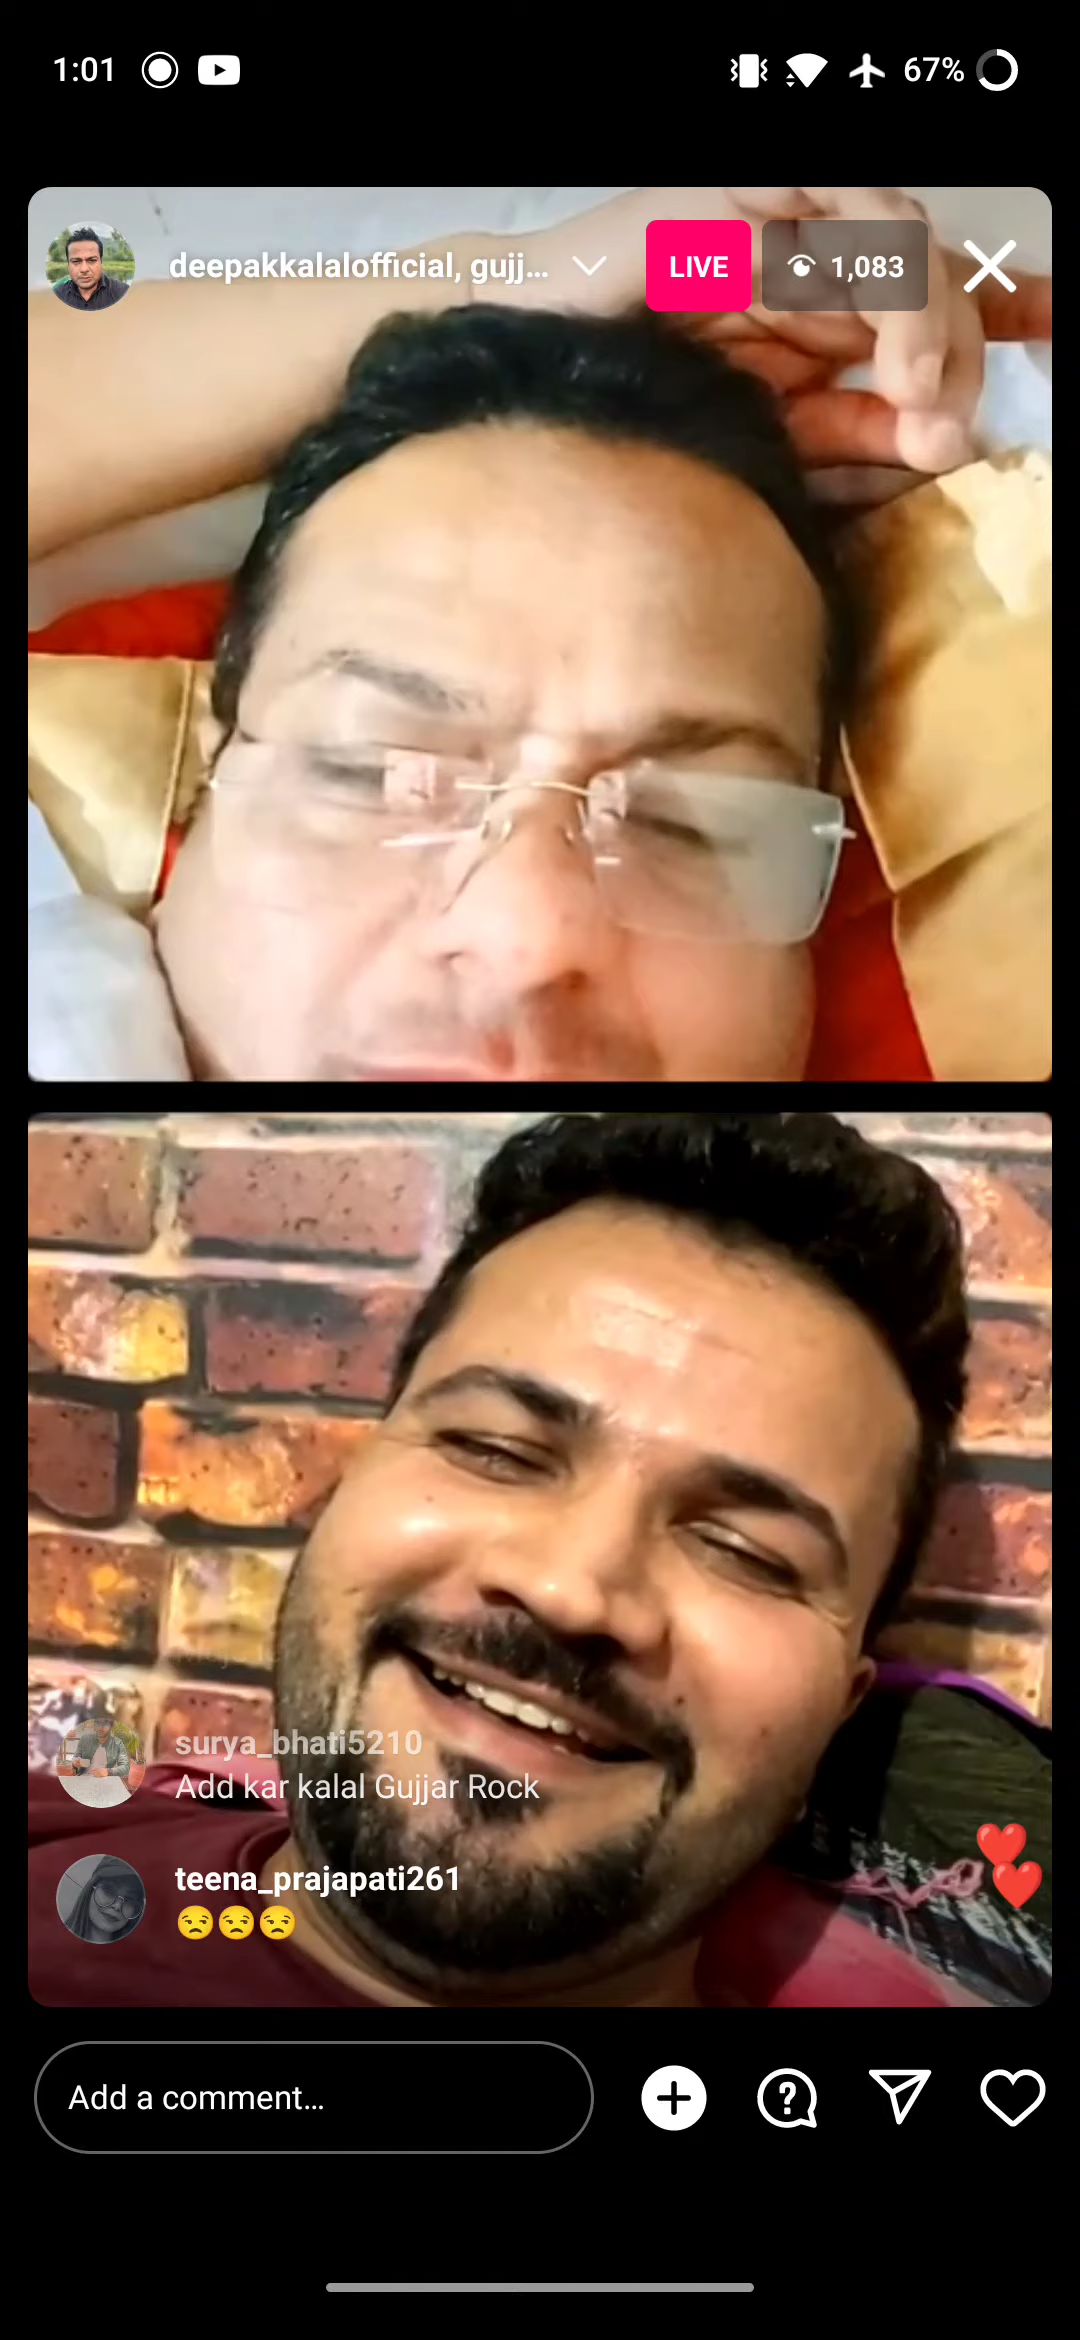 1:01
67%
deepakkalalofficial, gujj...
LIVE
1,083
surya_bhati5210
Add kar kalal Gujjar Rock
teena_prajapati261
😒😒😒
Add a comment...